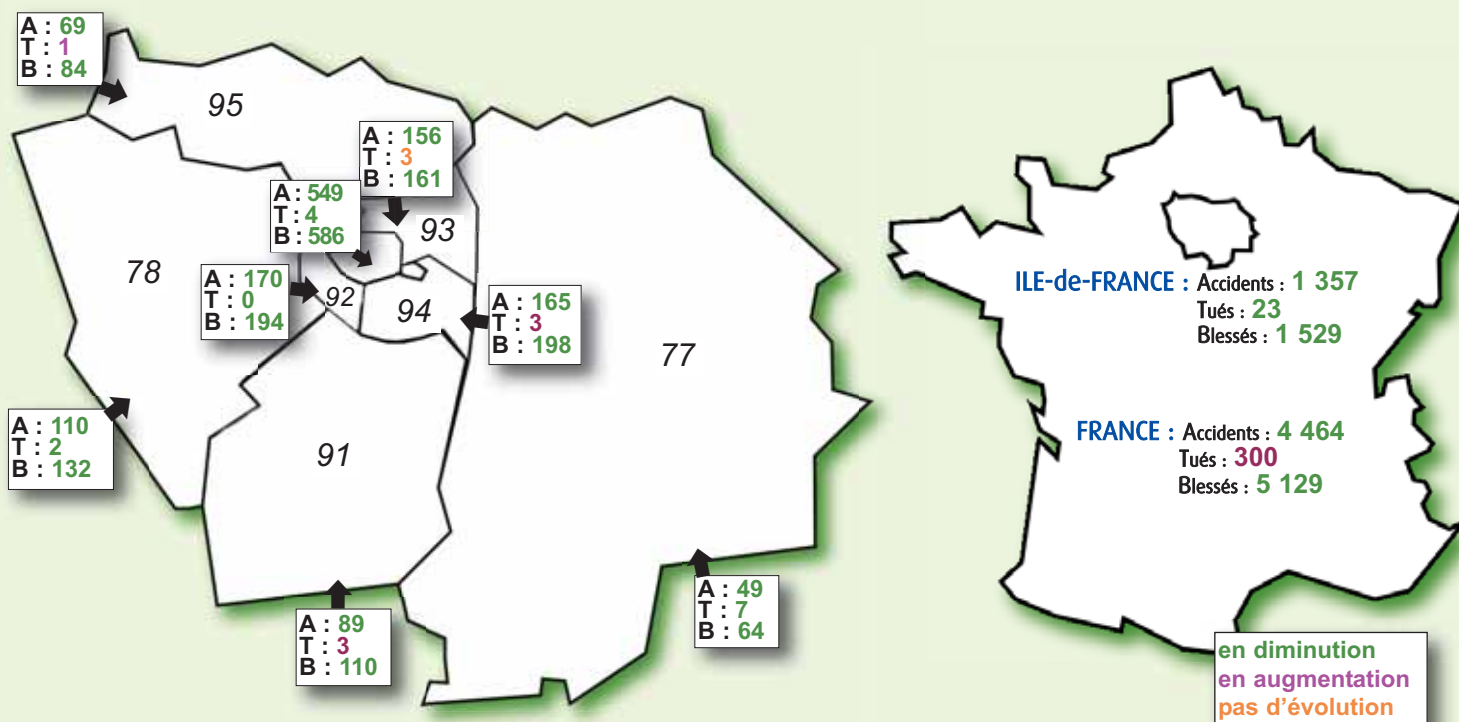 A : 69
T : 1
B : 84
95
A : 156
T : 3
B : 161
A : 549
T : 4
B : 586
93
78
A : 170
T : 0
B : 194
92
94
A : 165
T : 3
B : 198
77
A : 110
T : 2
B : 132
91
A : 89
T : 3
B : 110
A : 49
T : 7
B : 64
ILE-de-FRANCE : Accidents : 1 357
Tués : 23
Blessés : 1 529
FRANCE : Accidents : 4 464
Tués : 300
Blessés : 5 129
en diminution
en augmentation
pas d'évolution